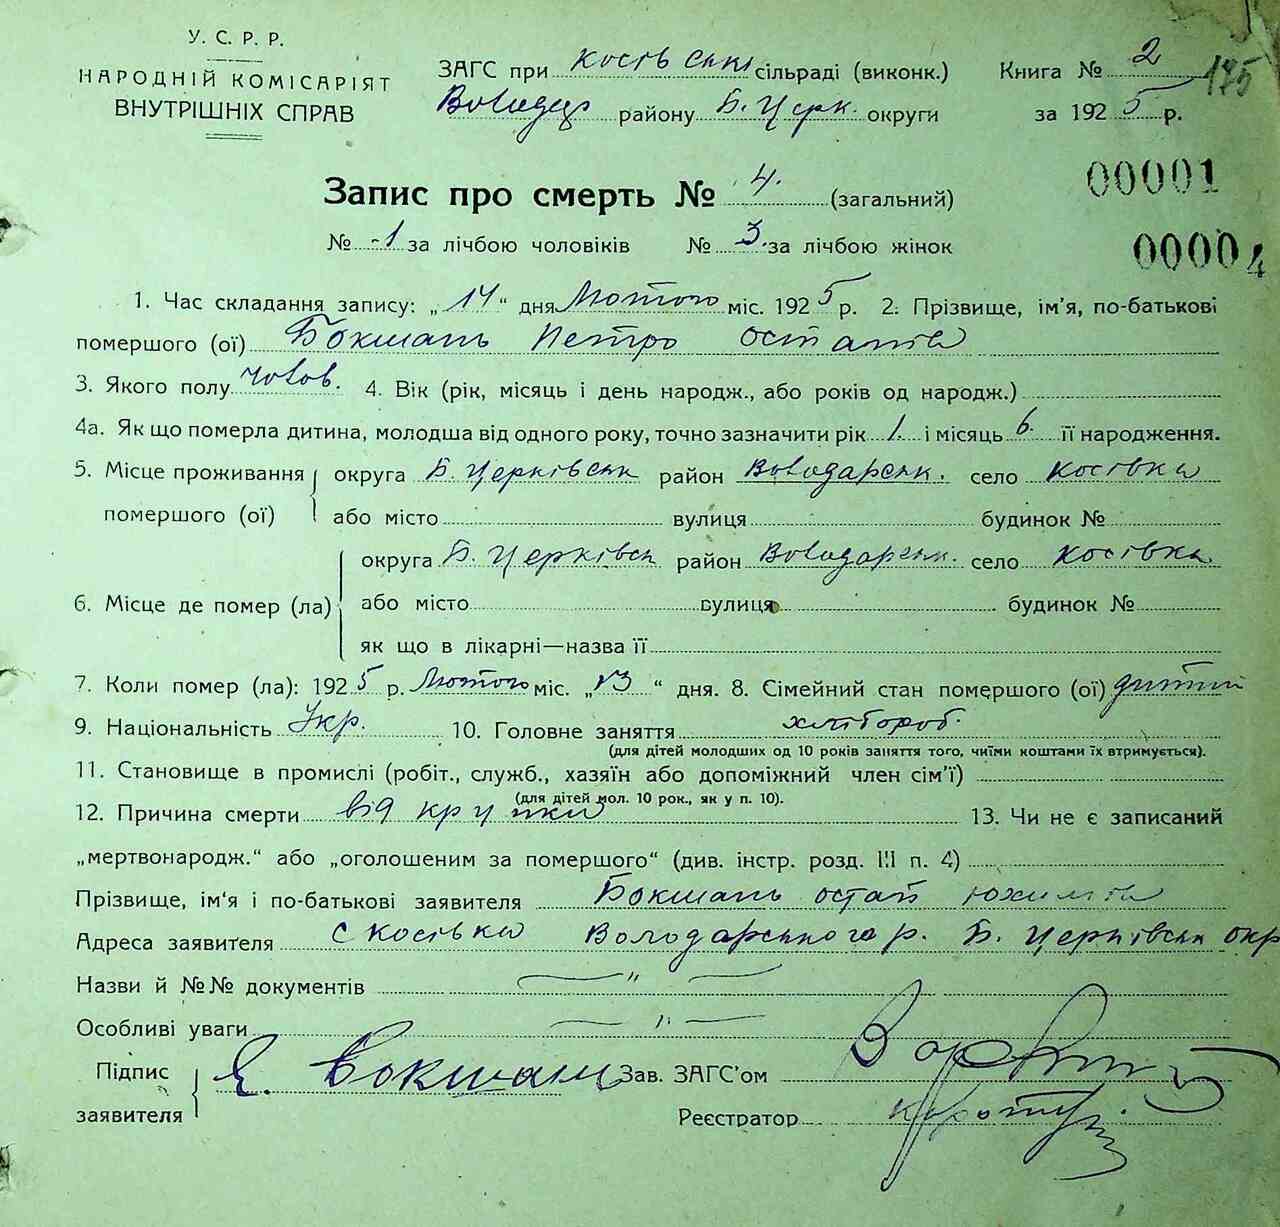 У. С. Р. Р.
НАРОДНІЙ КОМІСАРІЯТ
ВНУТРІШНІХ СПРАВ
ЗАГС при Косівскі сільраді (виконк.)
Володар району Б. Церк. округи
Книга № 2 175
за 1925 р.
Запис про смерть № 4. (загальний)
00001
№ 1 за лічбою чоловіків № 3. за лічбою жінок
00004
1. Час складання запису: „14“ дня Лютого міс. 1925 р. 2. Прізвище, ім'я, по-батькові
помершого (ої) Бокшань Петро Остапів
3. Якого полу чолов. 4. Вік (рік, місяць і день народж., або років од народж.)
4а. Як що померла дитина, молодша від одного року, точно зазначити рік 1. і місяць 6. її народження.
5. Місце проживання округа Б. Церківськ район Володарськ. село Косівка
помершого (ої) або місто вулиця будинок №
округа Б. Церківськ район Володарськ. село Косівка
6. Місце де помер (ла) або місто вулиця будинок №
як що в лікарні—назва її
7. Коли помер (ла): 1925 р. Лютого міс. „13“ дня. 8. Сімейний стан помершого (ої)
9. Національність Укр. 10. Головне заняття хлібороб.
(для дітей молодших од 10 років заняття того, чиїми коштами їх втримується).
11. Становище в промислі (робіт., служб., хазяїн або допоміжний член сім'ї)
(для дітей мол. 10 рок., як у п. 10).
12. Причина смерти від крупики 13. Чи не є записаний
„мертвонародж.“ або „оголошеним за помершого“ (див. інстр. розд. III п. 4)
Прізвище, ім'я і по-батькові заявителя Бокшань Остап Юхимів
Адреса заявителя с Косівка Володарського р. Б. Церківськ окр
Назви й №№ документів — " —
Особливі уваги — " —
Підпис Бокшань Зав. ЗАГС'ом
заявителя Реєстратор